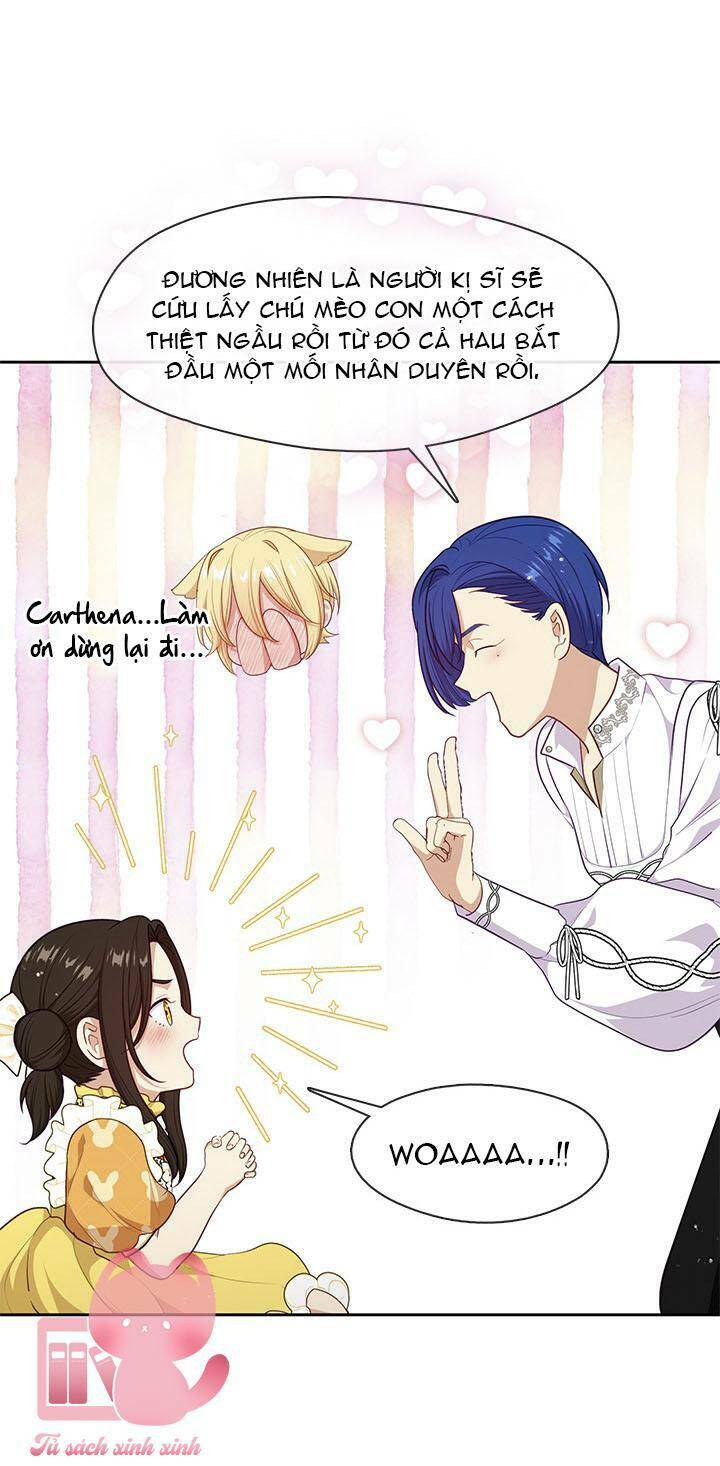 ĐƯƠNG NHIÊN LÀ NGƯỜI KỊ SĨ SẼ
CỨU LẤY CHÚ MÈO CON MỘT CÁCH
THIỆT NGẦU RỒI TỪ ĐÓ CẢ HAU BẮT
ĐẦU MỘT MỐI NHÂN DUYÊN RỒI.
Carthena...Làm
ơn dừng lại đi...
WOAAAA...!!
Tủ sách xinh xinh